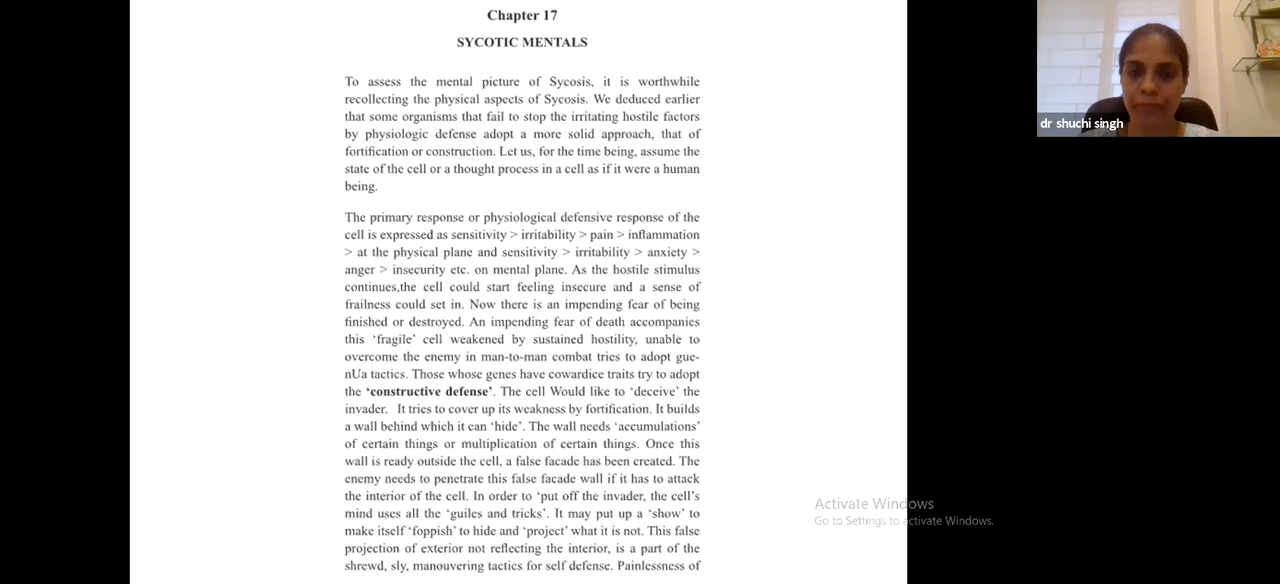 Chapter 17
SYCOTIC MENTALS
To assess the mental picture of Sycosis, it is worthwhile
recollecting the physical aspects of Sycosis. We deduced earlier
that some organisms that fail to stop the irritating hostile factors
by physiologic defense adopt a more solid approach, that of
fortification or construction. Let us, for the time being, assume the
state of the cell or a thought process in a cell as if it were a human
being.
The primary response or physiological defensive response of the
cell is expressed as sensitivity > irritability > pain > inflammation
> at the physical plane and sensitivity > irritability > anxiety >
anger > insecurity etc. on mental plane. As the hostile stimulus
continues,the cell could start feeling insecure and a sense of
frailness could set in. Now there is an impending fear of being
finished or destroyed. An impending fear of death accompanies
this ‘fragile’ cell weakened by sustained hostility, unable to
overcome the enemy in man-to-man combat tries to adopt gue-
nUa tactics. Those whose genes have cowardice traits try to adopt
the ‘constructive defense’. The cell Would like to ‘deceive’ the
invader. It tries to cover up its weakness by fortification. It builds
a wall behind which it can ‘hide’. The wall needs ‘accumulations’
of certain things or multiplication of certain things. Once this
wall is ready outside the cell, a false facade has been created. The
enemy needs to penetrate this false facade wall if it has to attack
the interior of the cell. In order to ‘put off the invader, the cell’s
mind uses all the ‘guiles and tricks’. It may put up a ‘show’ to
make itself ‘foppish’ to hide and ‘project’ what it is not. This false
projection of exterior not reflecting the interior, is a part of the
shrewd, sly, manouvering tactics for self defense. Painlessness of
dr shuchi singh
Activate Windows
Go to Settings to activate Windows.